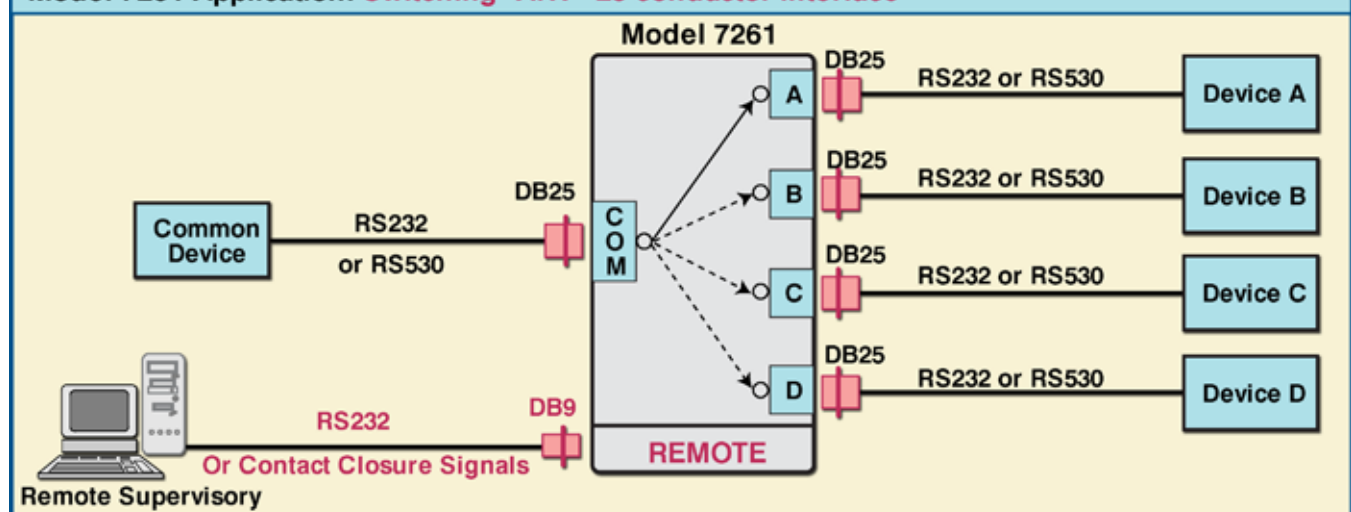 Model 7261
DB25
RS232 or RS530
A
Device A
DB25
RS232 or RS530
B
Device B
DB25
Common
Device
RS232
or RS530
COM
DB25
RS232 or RS530
C
Device C
DB25
RS232 or RS530
D
Device D
RS232
Or Contact Closure Signals
DB9
REMOTE
Remote Supervisory